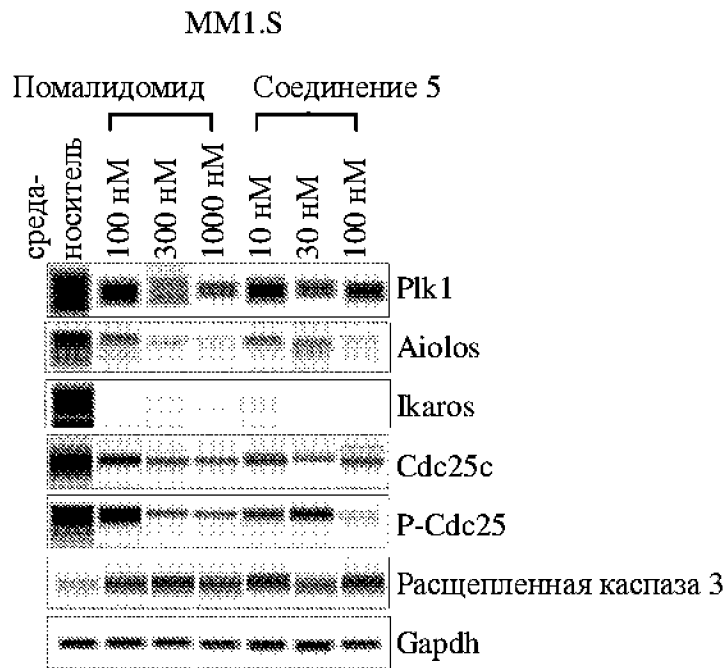 MM1.S
Помалидомид
Соединение 5
среда-
носитель
100 нМ
300 нМ
1000 нМ
10 нМ
30 нМ
100 нМ
Plk1
Aiolos
Ikaros
Cdc25c
P-Cdc25
Расщепленная каспаза 3
Gapdh